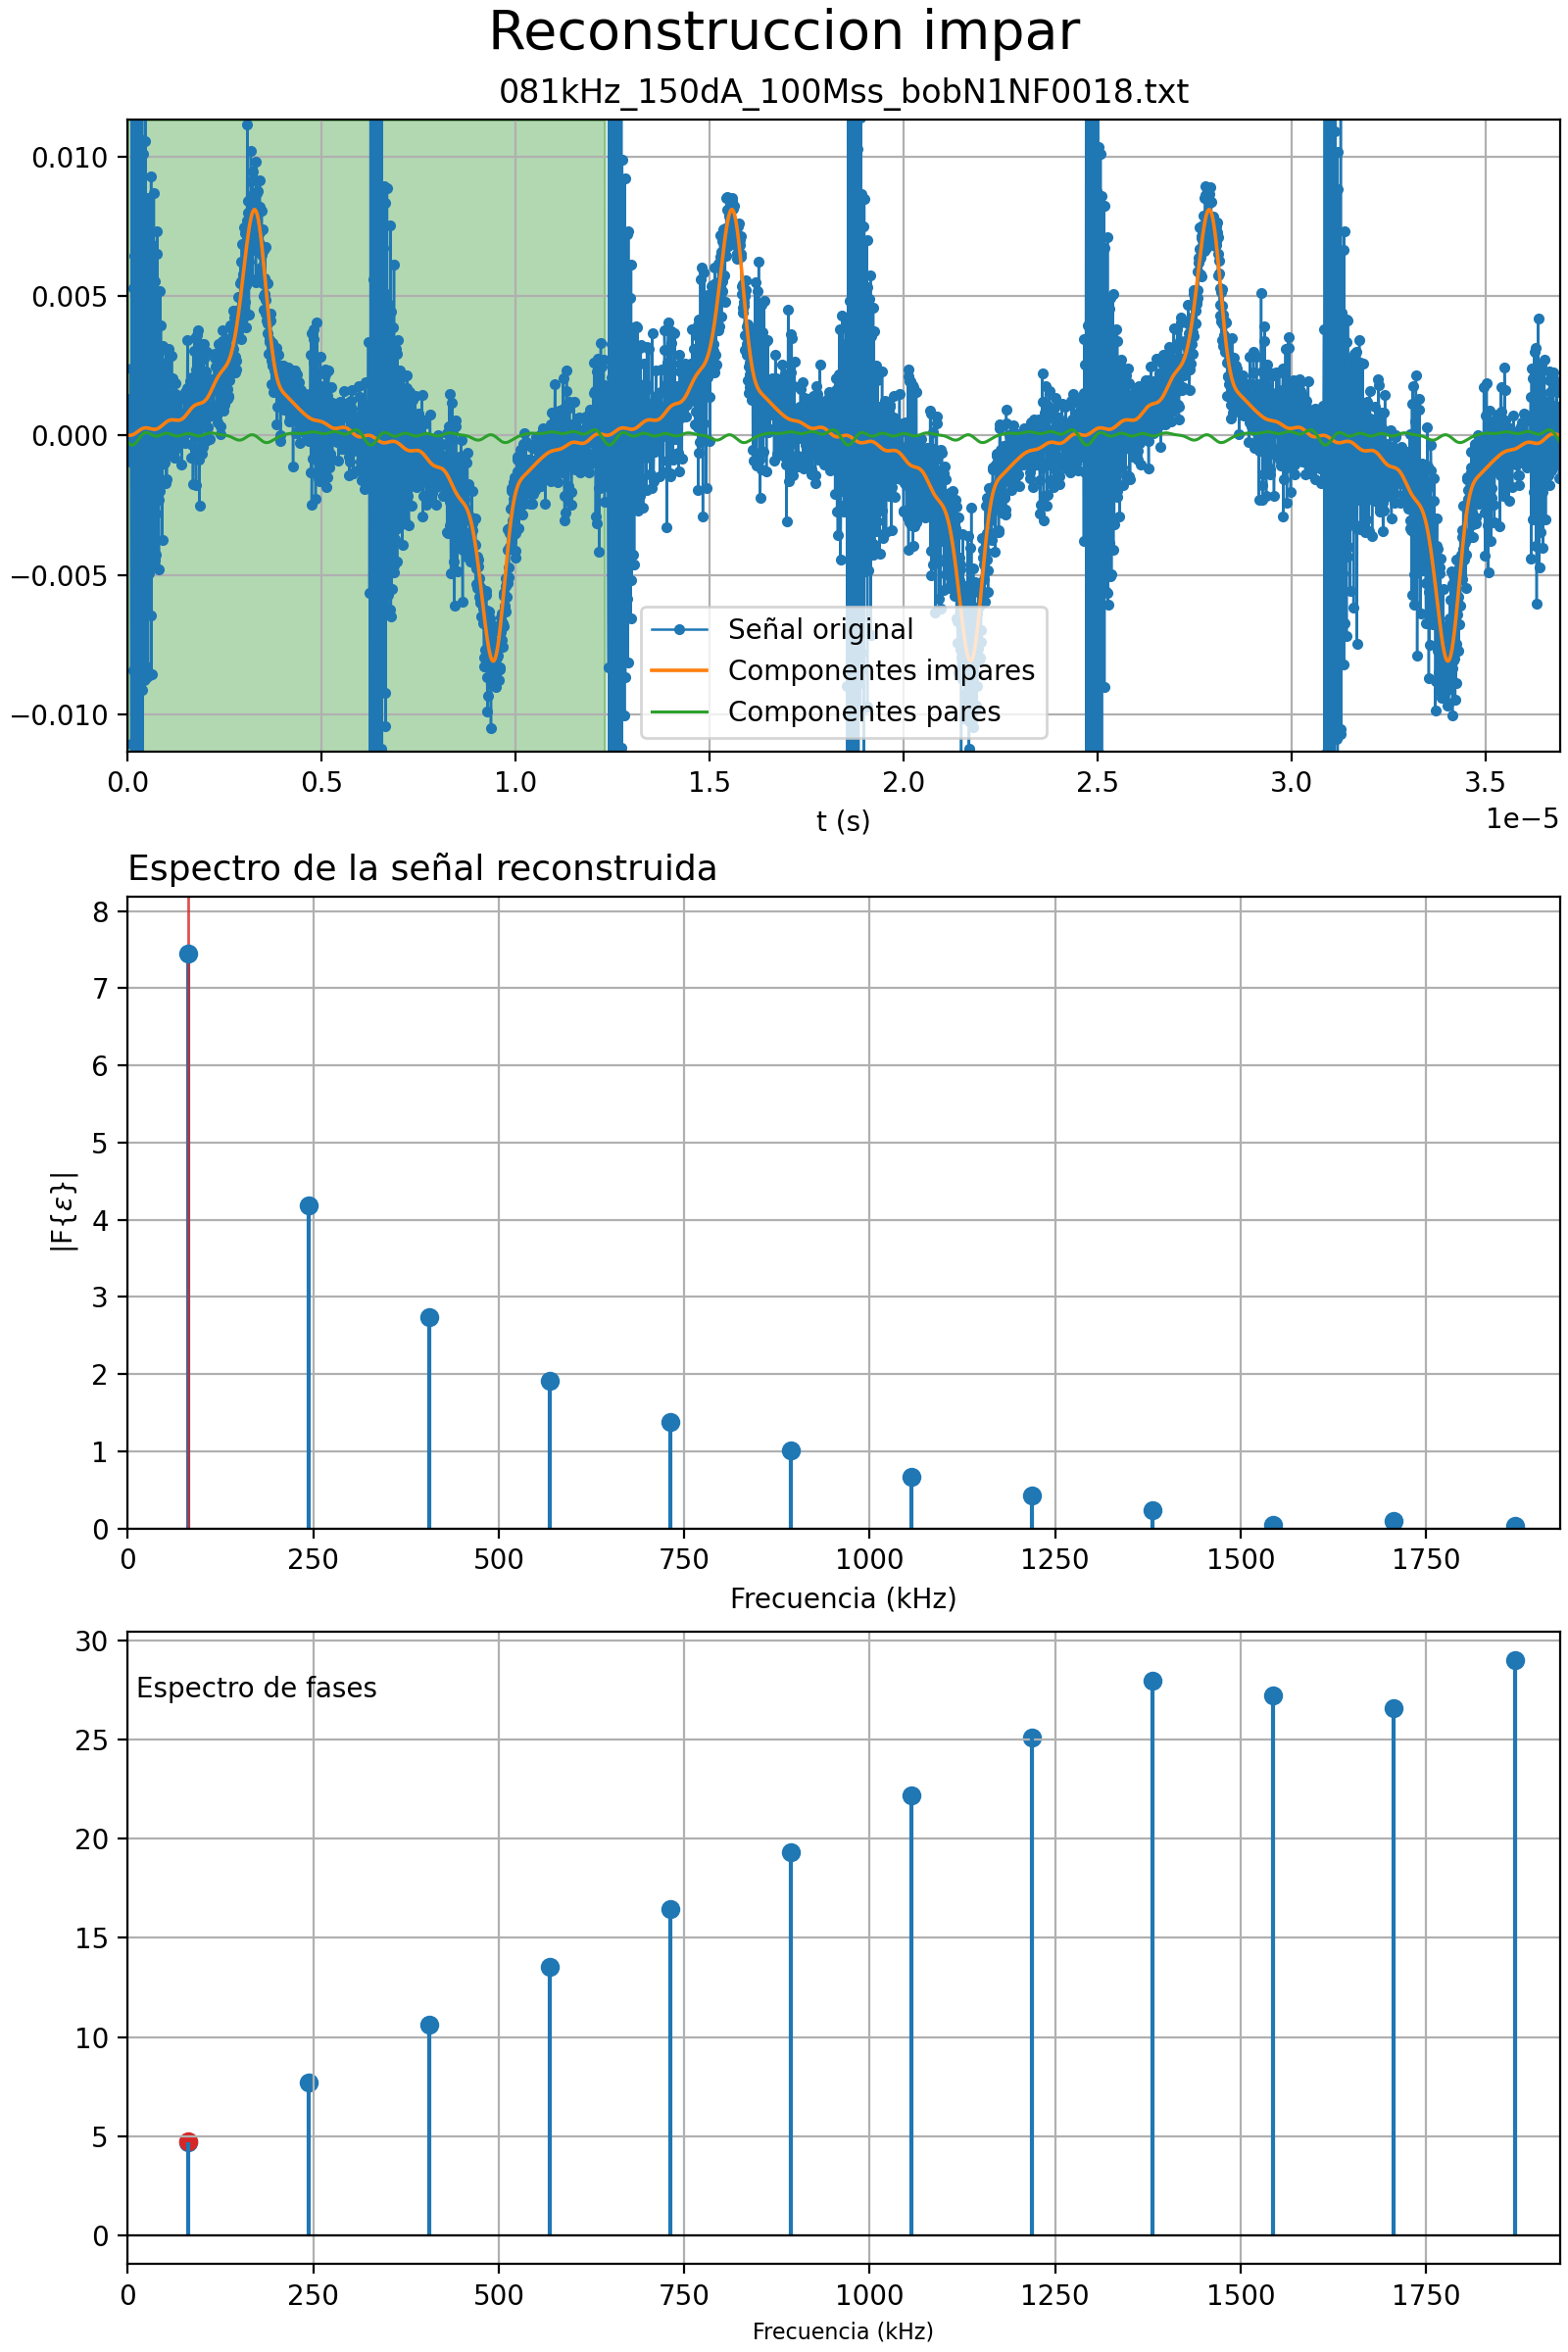 Reconstruccion impar
081kHz_150dA_100Mss_bobN1NF0018.txt
0.010
0.005
0.000
−0.005
−0.010
Señal original
Componentes impares
Componentes pares
0.0 0.5 1.0 1.5 2.0 2.5 3.0 3.5
t (s)
1e−5
Espectro de la señal reconstruida
8
7
6
5
4
3
2
1
0
|F{ε}|
0 250 500 750 1000 1250 1500 1750
Frecuencia (kHz)
30
Espectro de fases
25
20
15
10
5
0
0 250 500 750 1000 1250 1500 1750
Frecuencia (kHz)